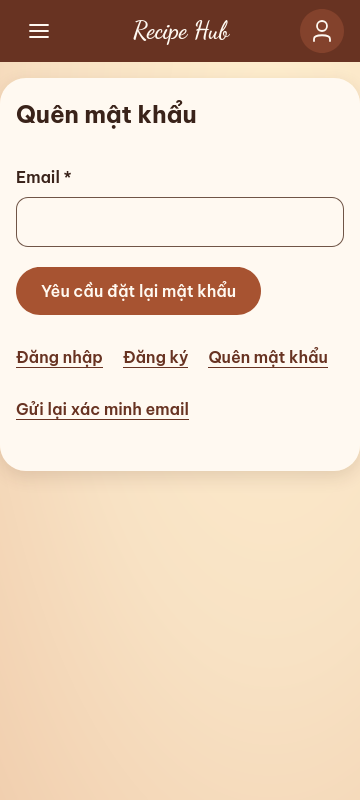 Recipe Hub
Quên mật khẩu
Email *
Yêu cầu đặt lại mật khẩu
Đăng nhập Đăng ký Quên mật khẩu
Gửi lại xác minh email